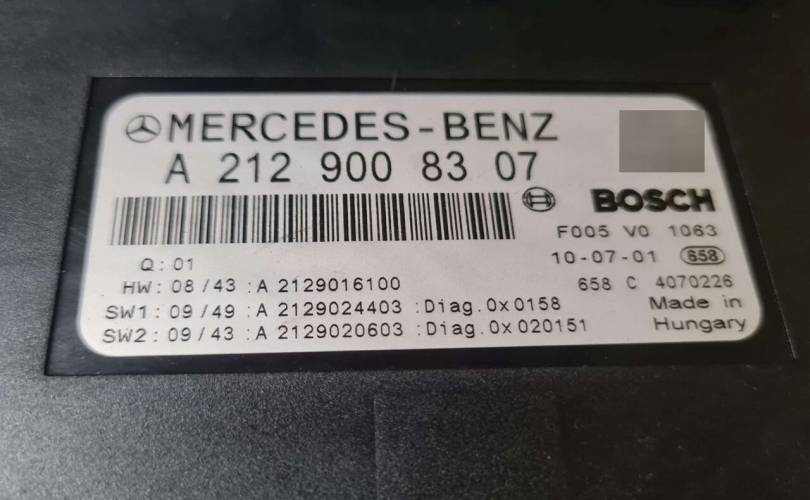 MERCEDES-BENZ
A 212 900 83 07
BOSCH
F005 V0 1063
Q: 01
10-07-01 658
HW: 08/43 :A 2129016100
658 C 4070226
SW1: 09/49 :A 2129024403 :Diag.0x0158
Made in
SW2: 09/43 :A 2129020603 :Diag.0x020151
Hungary